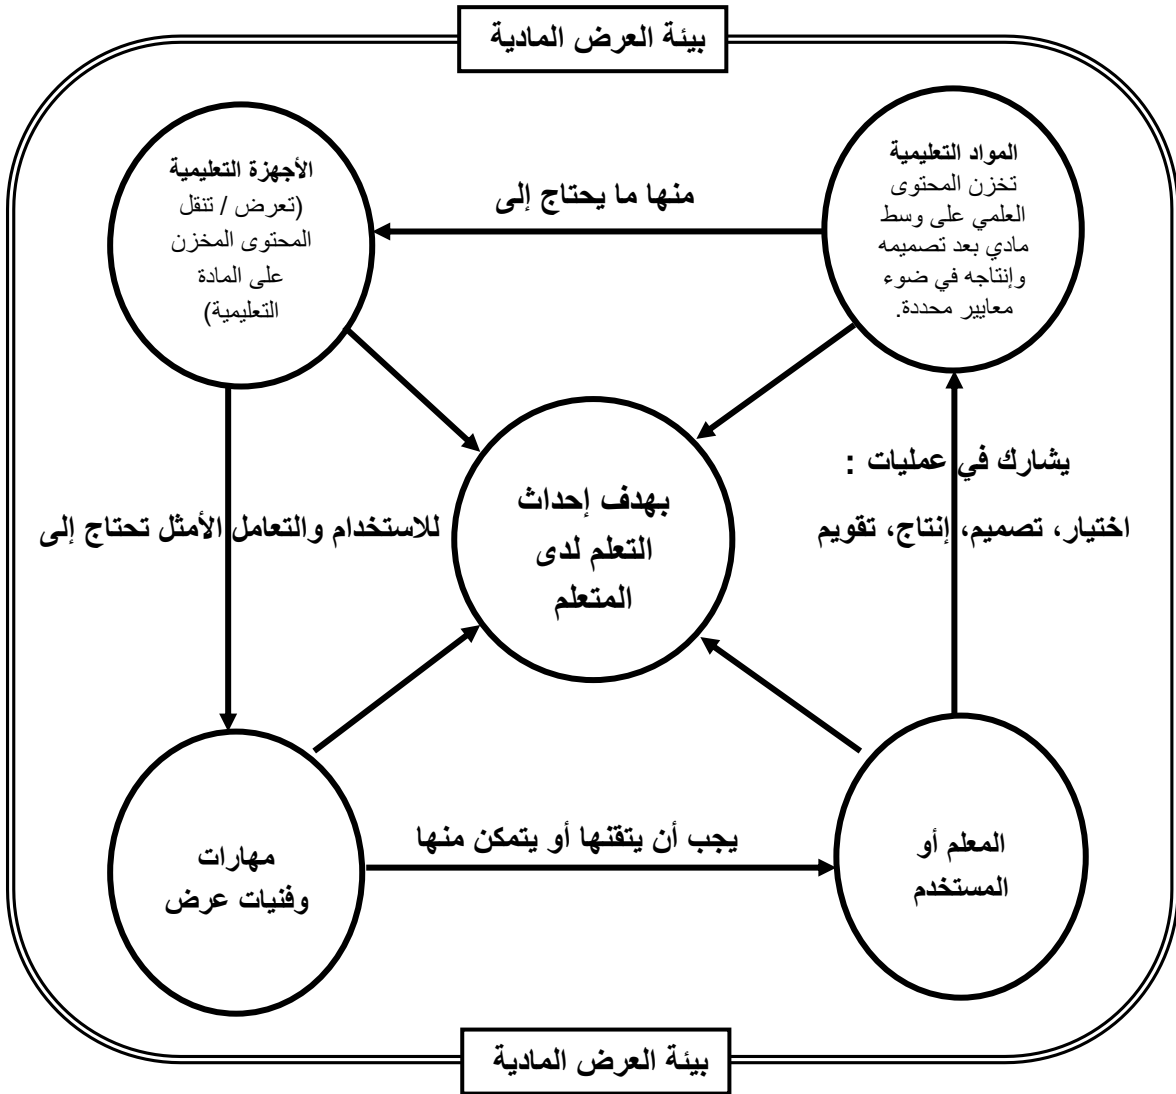 بيئة العرض المادية
المواد التعليمية
تخزن المحتوى
العلمي على وسط
مادي بعد تصميمه
وإنتاجه في ضوء
معايير محددة.
منها ما يحتاج إلى
الأجهزة التعليمية
(تعرض / تنقل
المحتوى المخزن
على المادة
التعليمية)
يشارك في عمليات :
اختيار، تصميم، إنتاج، تقويم
بهدف إحداث
التعلم لدى
المتعلم
للاستخدام والتعامل الأمثل تحتاج إلى
المعلم أو
المستخدم
يجب أن يتقنها أو يتمكن منها
مهارات
وفنيات عرض
بيئة العرض المادية